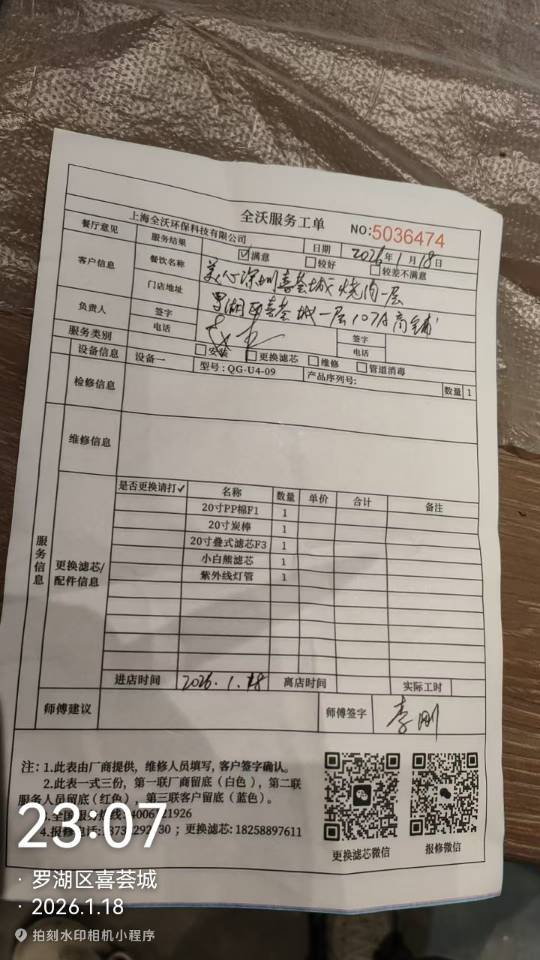 全沃服务工单
上海全沃环保科技有限公司 NO:5036474
餐厅意见 服务结果 日期 2026年1月18日
☑满意 □较好 □较差不满意
客户信息 餐饮名称 美心深圳喜荟城烧肉一层
门店地址 罗湖区喜荟城一层107A商铺
负责人 签字 签字
电话 电话
服务类别 □安装 □更换滤芯 □维修 □管道消毒
设备信息 设备一 型号:QG-U4-09 产品序列号: 数量 1
检修信息
维修信息
服务信息
更换滤芯/配件信息
是否更换请打✓ 名称 数量 单价 合计 备注
20寸PP棉F1 1
20寸炭棒 1
20寸叠式滤芯F3 1
小白熊滤芯 1
紫外线灯管 1
进店时间 2026.1.18 离店时间 实际工时
师傅建议 师傅签字 李刚
注:1.此表由厂商提供,维修人员填写,客户签字确认。
2.此表一式三份,第一联厂商留底(白色),第二联
服务人员留底(红色),第三联客户留底(蓝色)。
更换滤芯:18258897611
更换滤芯微信 报修微信
23:07
· 罗湖区喜荟城
· 2026.1.18
拍刻水印相机小程序